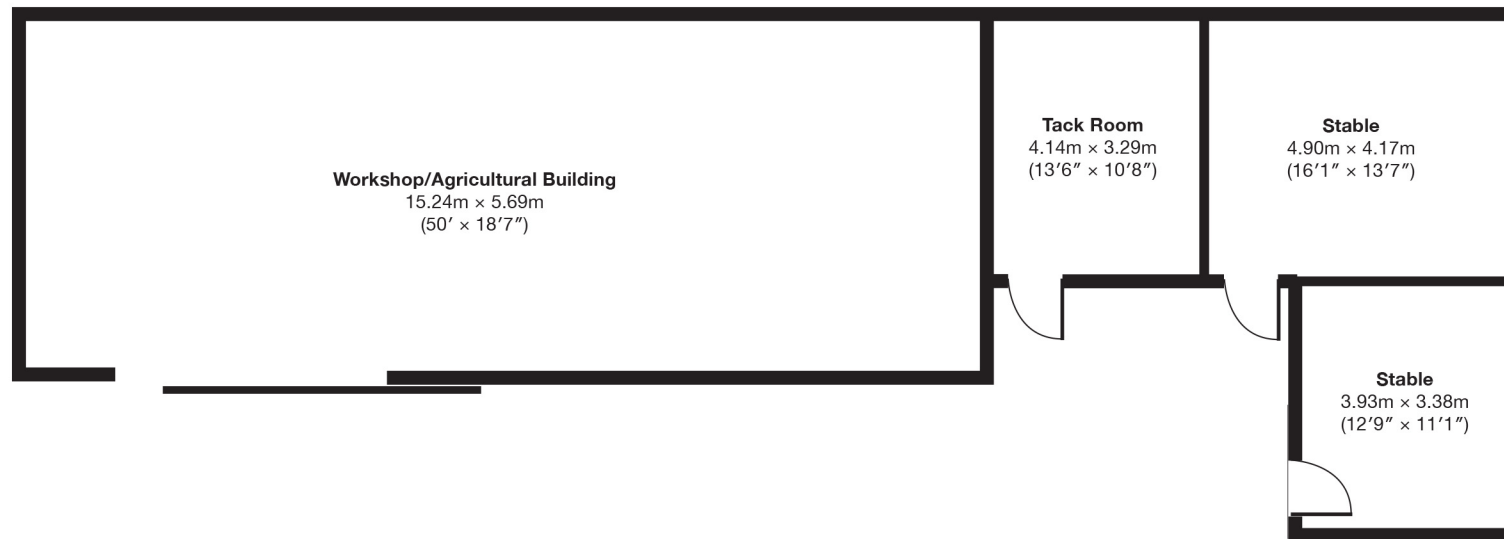 Workshop/Agricultural Building
15.24m × 5.69m
(50′ × 18′7″)
Tack Room
4.14m × 3.29m
(13′6″ × 10′8″)
Stable
4.90m × 4.17m
(16′1″ × 13′7″)
Stable
3.93m × 3.38m
(12′9″ × 11′1″)